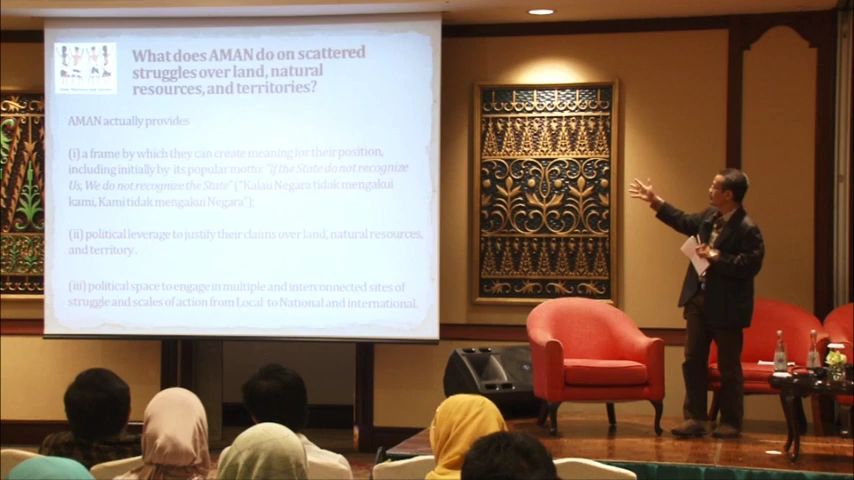 What does AMAN do on scattered
struggles over land, natural
resources, and territories?
AMAN actually provides
(i) a frame by which they can create meaning for their position,
including initially by its popular motto "if the State do not recognize
Us, We do not recognize the State" ("Kalau Negara tidak mengakui
kami, Kami tidak mengakui Negara");
(ii) political leverage to justify their claims over land, natural resources,
and territory.
(iii) political space to engage in multiple and interconnected sites of
struggle and scales of action from Local to National and international.